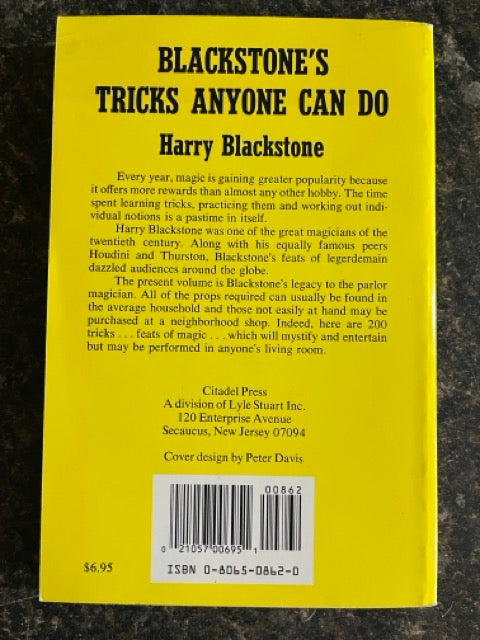 BLACKSTONE'S
TRICKS ANYONE CAN DO
Harry Blackstone
Every year, magic is gaining greater popularity because
it offers more rewards than almost any other hobby. The time
spent learning tricks, practicing them and working out indi-
vidual notions is a pastime in itself.
Harry Blackstone was one of the great magicians of the
twentieth century. Along with his equally famous peers
Houdini and Thurston, Blackstone's feats of legerdemain
dazzled audiences around the globe.
The present volume is Blackstone's legacy to the parlor
magician. All of the props required can usually be found in
the average household and those not easily at hand may be
purchased at a neighborhood shop. Indeed, here are 200
tricks . . . feats of magic . . . which will mystify and entertain
but may be performed in anyone's living room.
Citadel Press
A division of Lyle Stuart Inc.
120 Enterprise Avenue
Secaucus, New Jersey 07094
Cover design by Peter Davis
00862
0 21057 00695 1
ISBN 0-8065-0862-0
$6.95